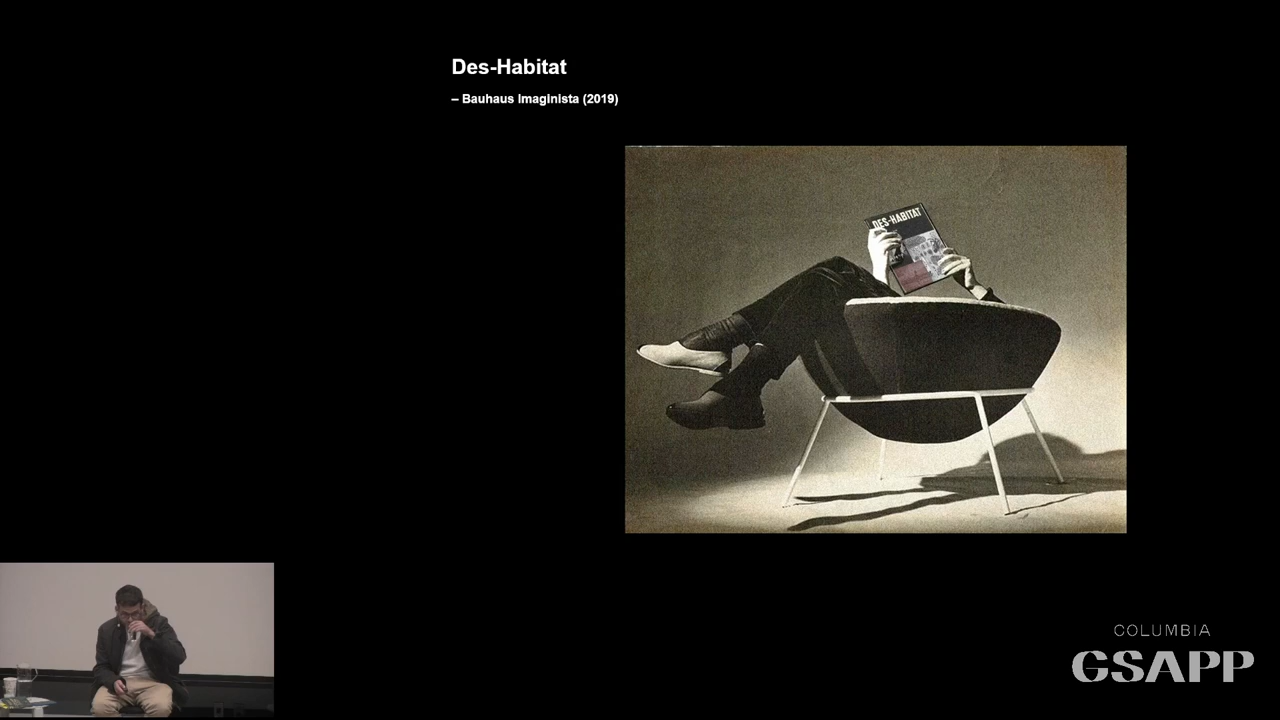 Des-Habitat
– Bauhaus Imaginista (2019)
DES-HABITAT
COLUMBIA
GSAPP